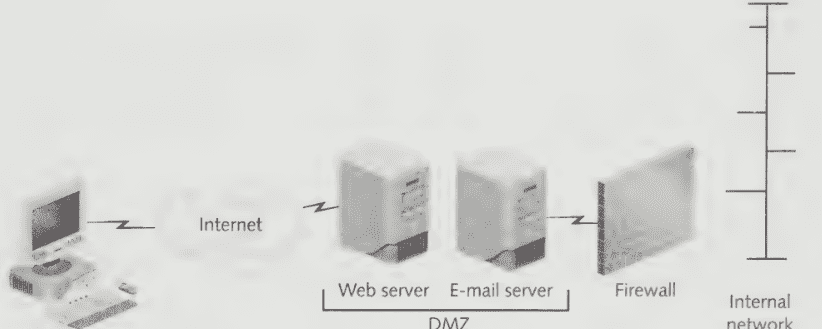 Internet
Web server
E-mail server
Firewall
DMZ
Internal
network